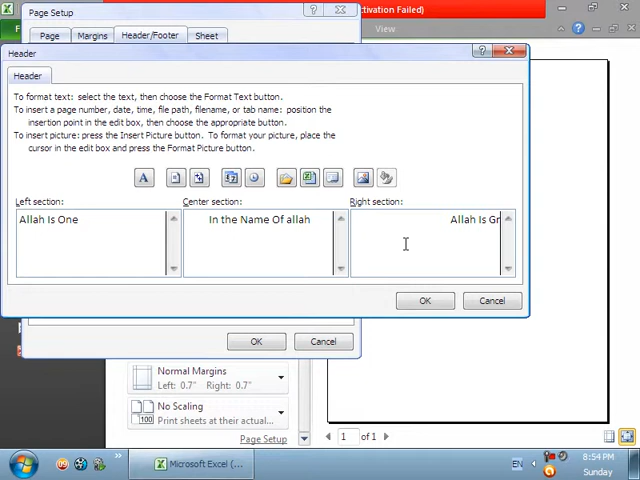 Page Setup
ctivation Failed)
Page Margins Header/Footer Sheet
View
Header
Header
To format text: select the text, then choose the Format Text button.
To insert a page number, date, time, file path, filename, or tab name: position the
insertion point in the edit box, then choose the appropriate button.
To insert picture: press the Insert Picture button. To format your picture, place the
cursor in the edit box and press the Format Picture button.
A
Left section: Center section: Right section:
Allah Is One In the Name Of allah Allah Is Gr
OK Cancel
OK Cancel
Normal Margins
Left: 0.7" Right: 0.7"
No Scaling
100 Print sheets at their actual...
Page Setup
1 of 1
Microsoft Excel (...
EN
8:54 PM
Sunday